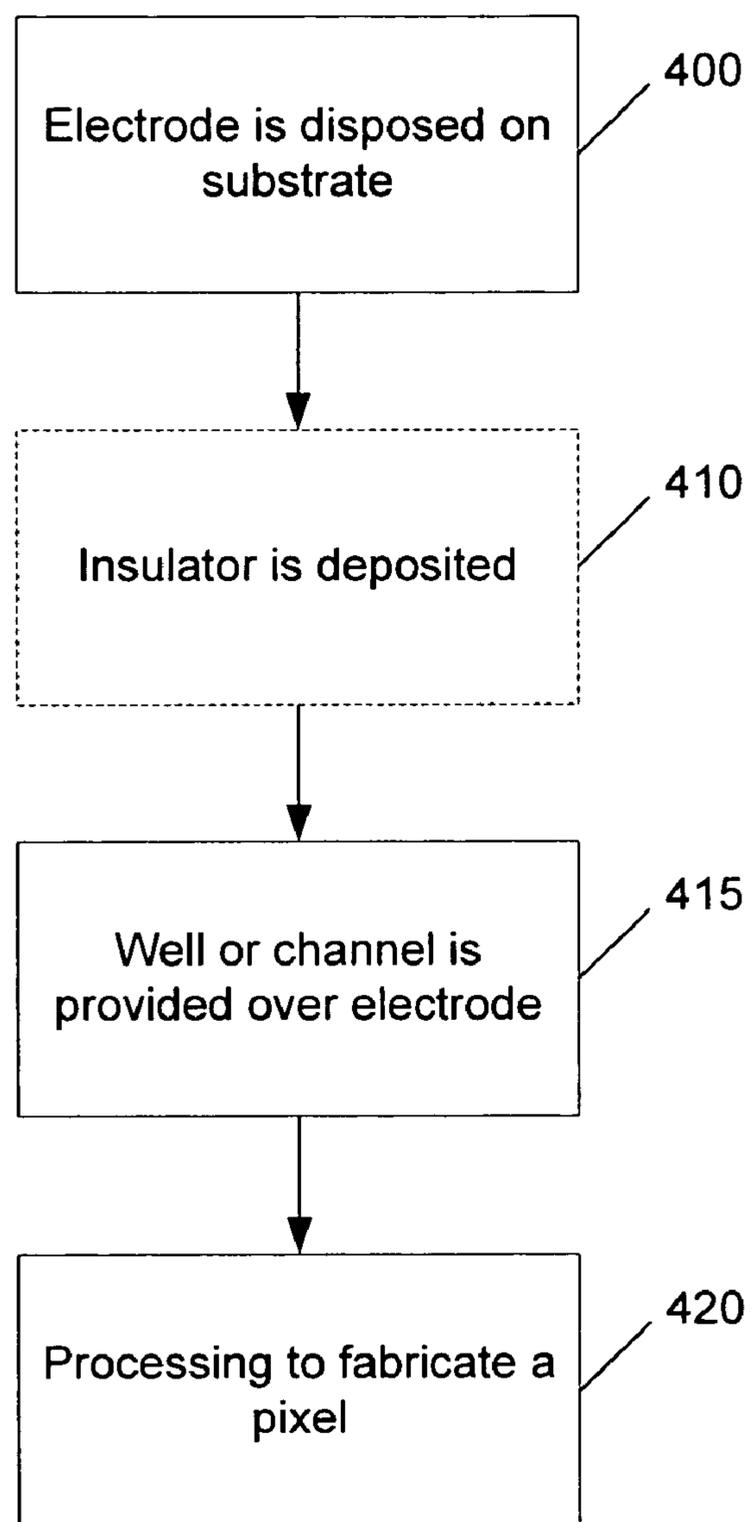 Electrode is disposed on
substrate
400
Insulator is deposited
410
Well or channel is
provided over electrode
415
Processing to fabricate a
pixel
420